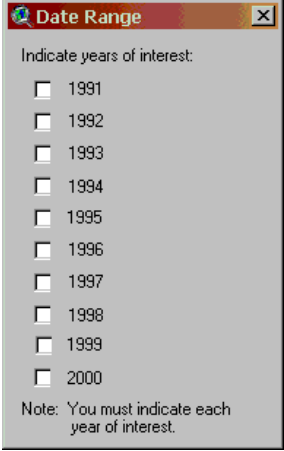 Date Range
Indicate years of interest:
1991
1992
1993
1994
1995
1996
1997
1998
1999
2000
Note: You must indicate each
year of interest.